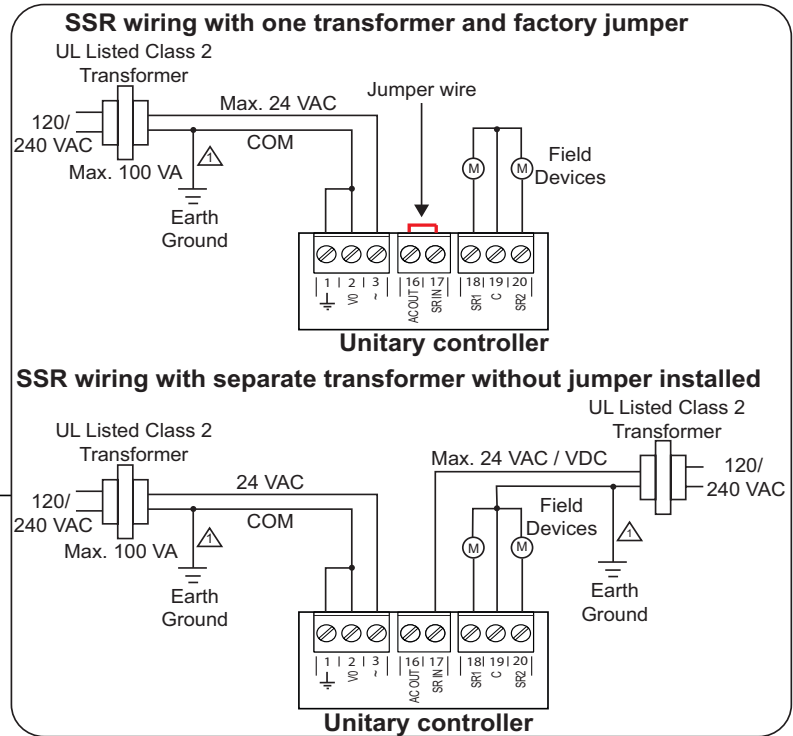 SSR wiring with one transformer and factory jumper
UL Listed Class 2
Transformer
120/
240 VAC
Max. 24 VAC
COM
Max. 100 VA
1
Earth
Ground
Jumper wire
M
M
Field
Devices
1 2 3 16 17 18 19 20
V0 ~ AC OUT SR IN SR1 C SR2
Unitary controller
SSR wiring with separate transformer without jumper installed
UL Listed Class 2
Transformer
120/
240 VAC
24 VAC
COM
Max. 100 VA
1
Earth
Ground
UL Listed Class 2
Transformer
Max. 24 VAC / VDC
120/
240 VAC
Field
Devices
M
M
1
Earth
Ground
1 2 3 16 17 18 19 20
V0 ~ AC OUT SR IN SR1 C SR2
Unitary controller